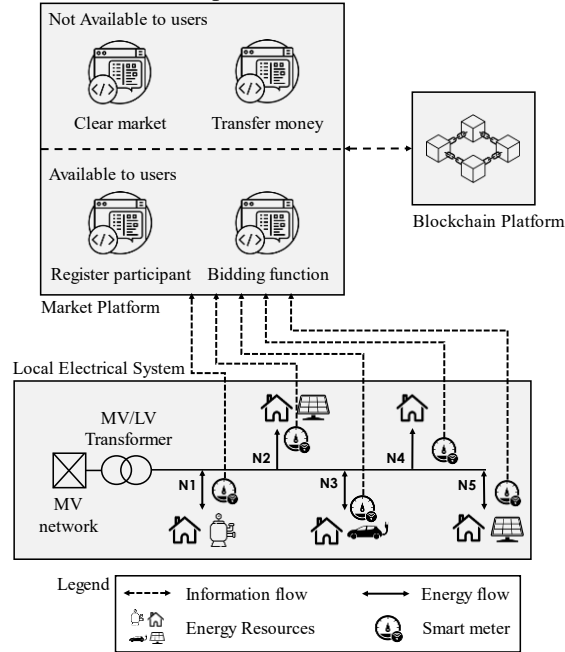 Not Available to users
Clear market
Transfer money
Available to users
Register participant
Bidding function
Market Platform
Blockchain Platform
Local Electrical System
MV/LV
Transformer
MV
network
N1
N2
N3
N4
N5
Legend
Information flow
Energy flow
Energy Resources
Smart meter